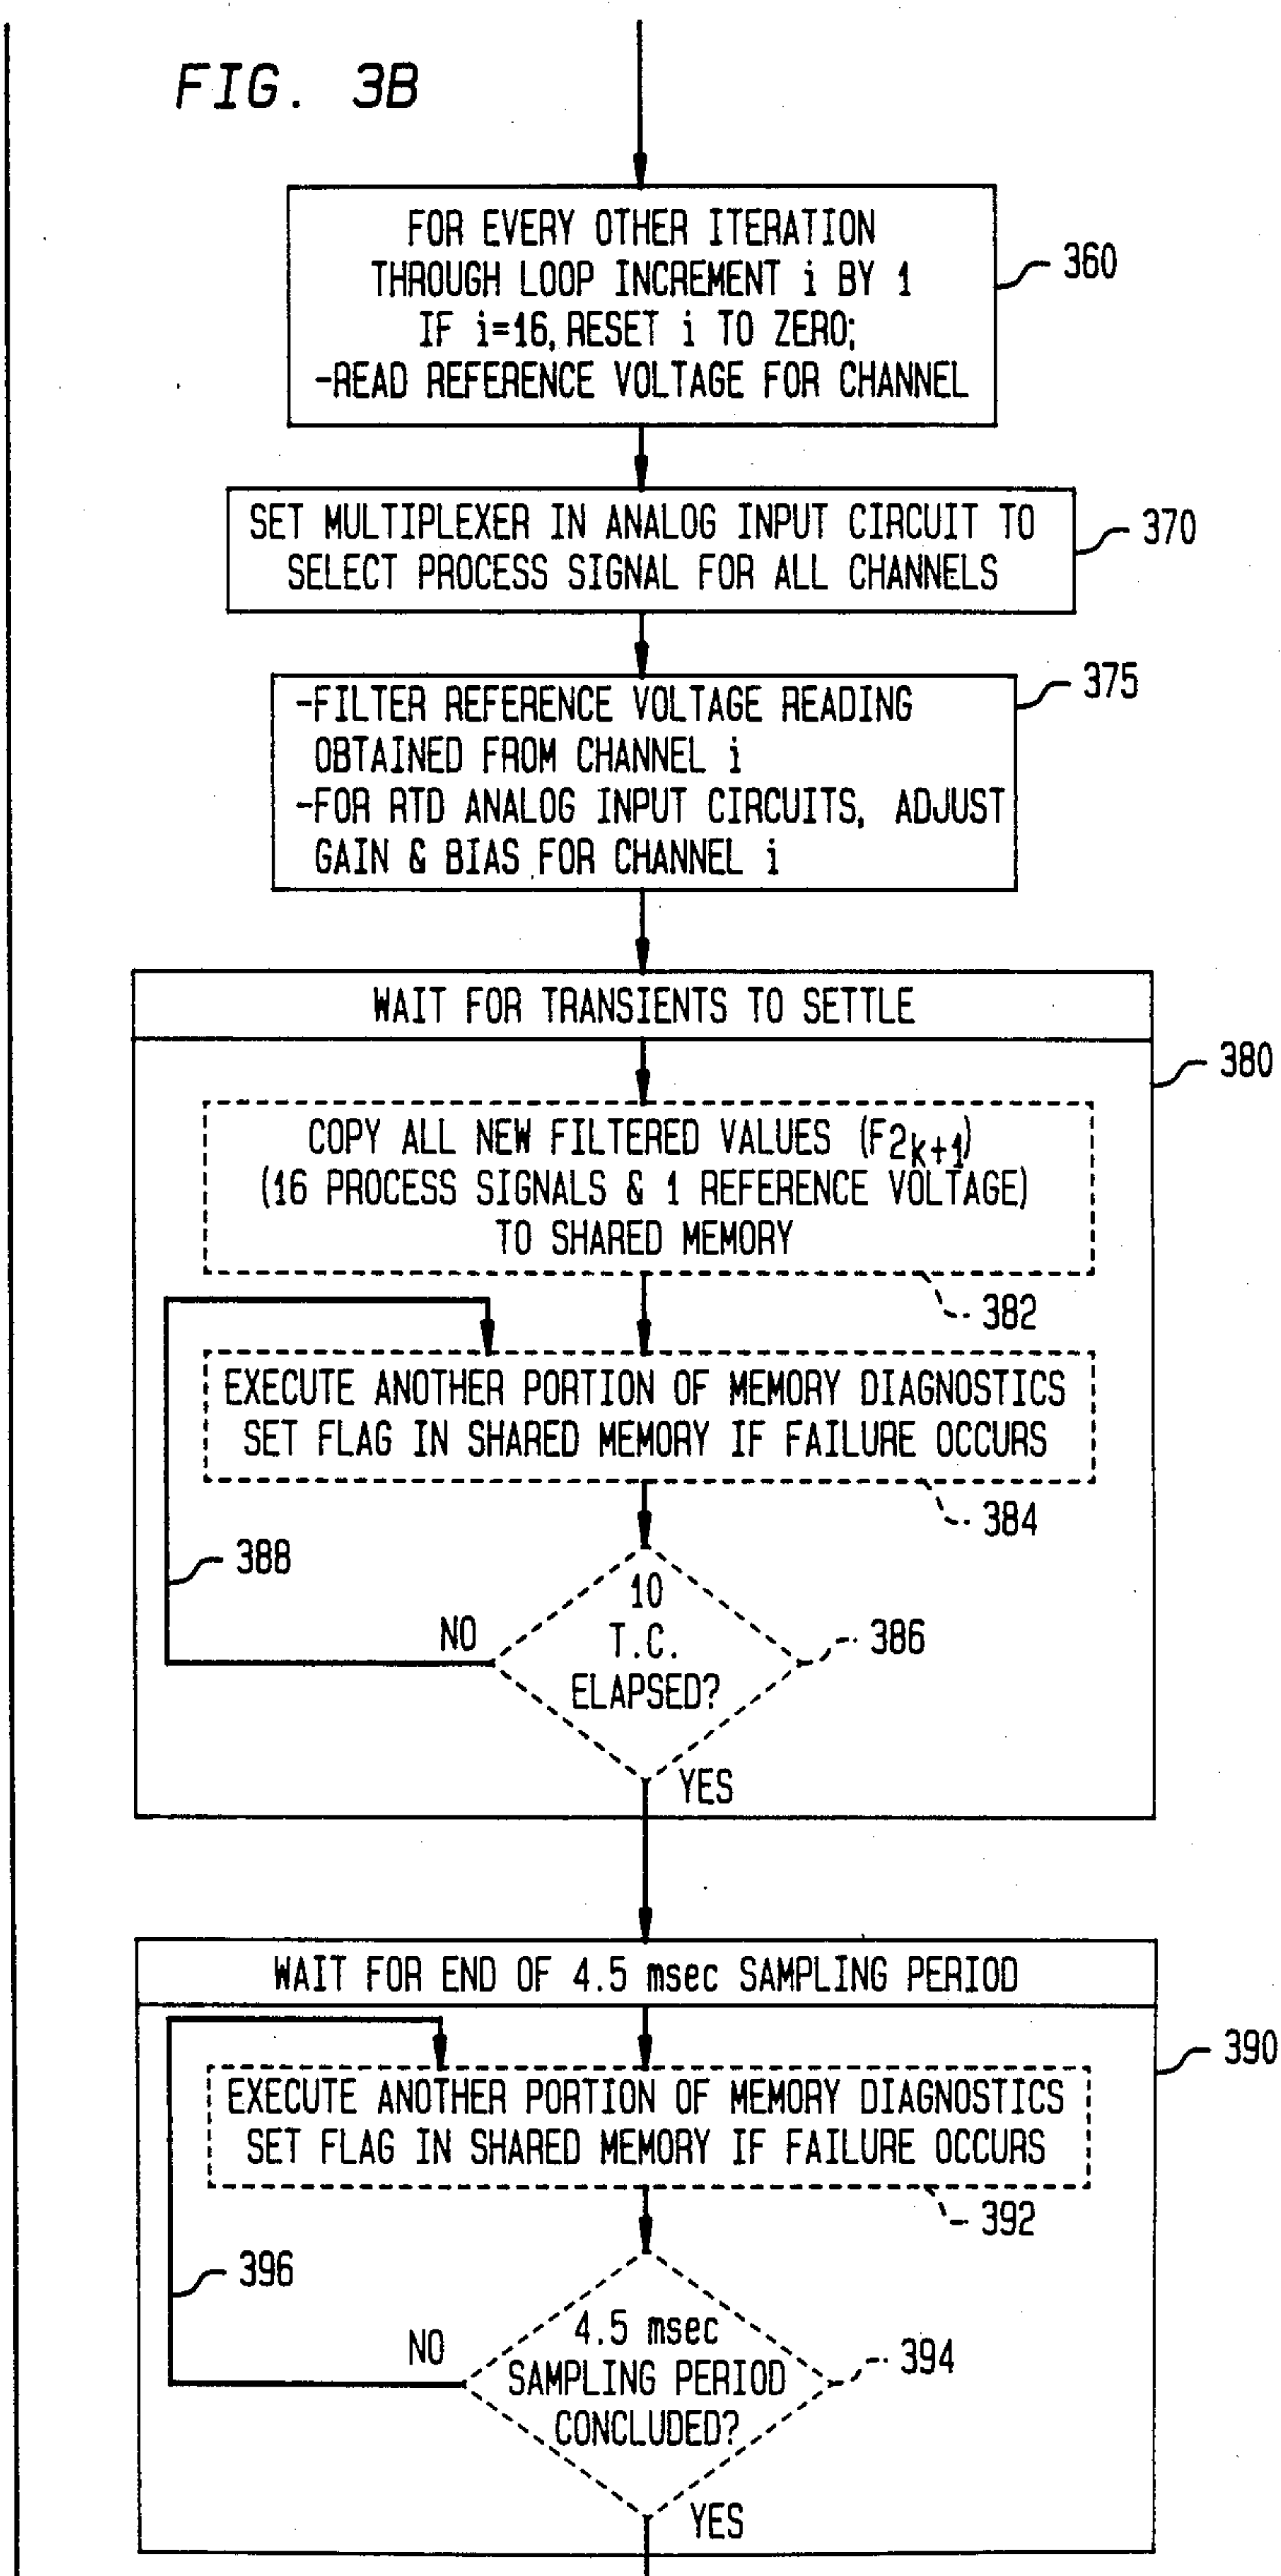 FIG. 3B
FOR EVERY OTHER ITERATION
THROUGH LOOP INCREMENT i BY 1
IF i=16, RESET i TO ZERO;
-READ REFERENCE VOLTAGE FOR CHANNEL
360
SET MULTIPLEXER IN ANALOG INPUT CIRCUIT TO
SELECT PROCESS SIGNAL FOR ALL CHANNELS
370
-FILTER REFERENCE VOLTAGE READING
OBTAINED FROM CHANNEL i
-FOR RTD ANALOG INPUT CIRCUITS, ADJUST
GAIN & BIAS FOR CHANNEL i
375
WAIT FOR TRANSIENTS TO SETTLE
380
COPY ALL NEW FILTERED VALUES (F2k+1)
(16 PROCESS SIGNALS & 1 REFERENCE VOLTAGE)
TO SHARED MEMORY
382
EXECUTE ANOTHER PORTION OF MEMORY DIAGNOSTICS
SET FLAG IN SHARED MEMORY IF FAILURE OCCURS
384
388
10
T.C.
ELAPSED?
386
NO
YES
WAIT FOR END OF 4.5 msec SAMPLING PERIOD
390
EXECUTE ANOTHER PORTION OF MEMORY DIAGNOSTICS
SET FLAG IN SHARED MEMORY IF FAILURE OCCURS
392
396
4.5 msec
SAMPLING PERIOD
CONCLUDED?
394
NO
YES